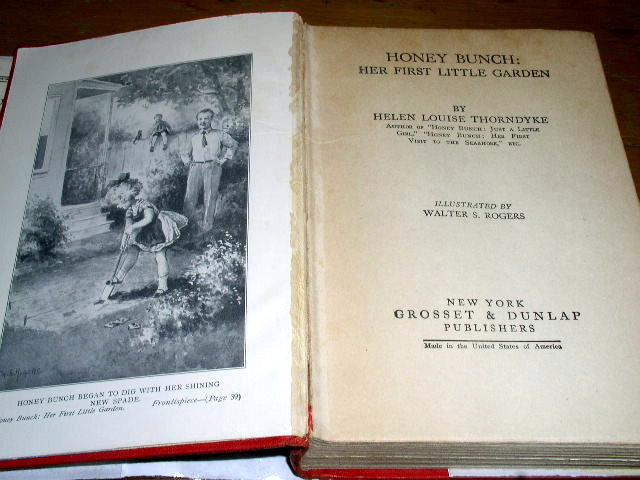 W. S. Rogers
HONEY BUNCH BEGAN TO DIG WITH HER SHINING
NEW SPADE. Frontispiece—(Page 39)
Honey Bunch: Her First Little Garden.
HONEY BUNCH:
HER FIRST LITTLE GARDEN
BY
HELEN LOUISE THORNDYKE
AUTHOR OF "HONEY BUNCH: JUST A LITTLE
GIRL," "HONEY BUNCH: HER FIRST
VISIT TO THE SEASHORE," ETC.
ILLUSTRATED BY
WALTER S. ROGERS
NEW YORK
GROSSET & DUNLAP
PUBLISHERS
Made in the United States of America